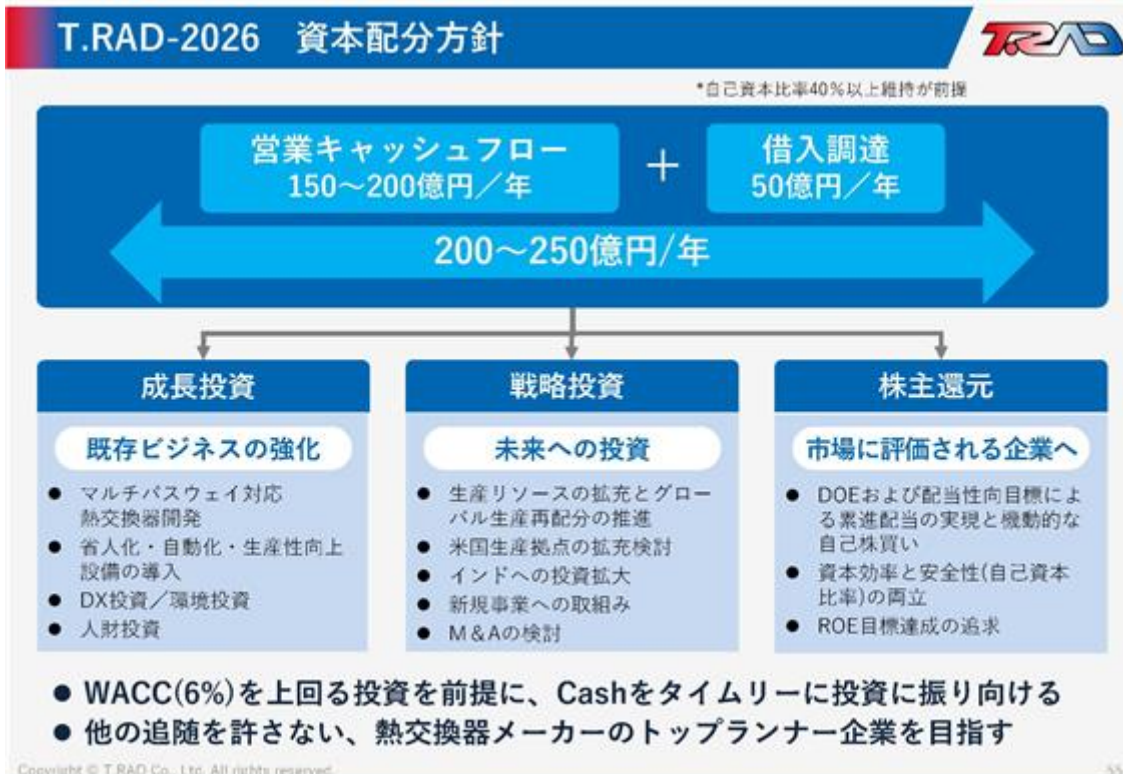 T.RAD-2026 資本配分方針
T.RAD
*自己資本比率40%以上維持が前提
営業キャッシュフロー
150～200億円／年
＋
借入調達
50億円／年
200～250億円/年
成長投資
既存ビジネスの強化
● マルチパスウェイ対応
熱交換器開発
● 省人化・自動化・生産性向上
設備の導入
● DX投資／環境投資
● 人財投資
戦略投資
未来への投資
● 生産リソースの拡充とグロー
バル生産再配分の推進
● 米国生産拠点の拡充検討
● インドへの投資拡大
● 新規事業への取組み
● M＆Aの検討
株主還元
市場に評価される企業へ
● DOEおよび配当性向目標によ
る累進配当の実現と機動的な
自己株買い
● 資本効率と安全性(自己資本
比率)の両立
● ROE目標達成の追求
● WACC(6%)を上回る投資を前提に、Cashをタイムリーに投資に振り向ける
● 他の追随を許さない、熱交換器メーカーのトップランナー企業を目指す
Copyright © T.RAD Co., Ltd. All rights reserved.
55